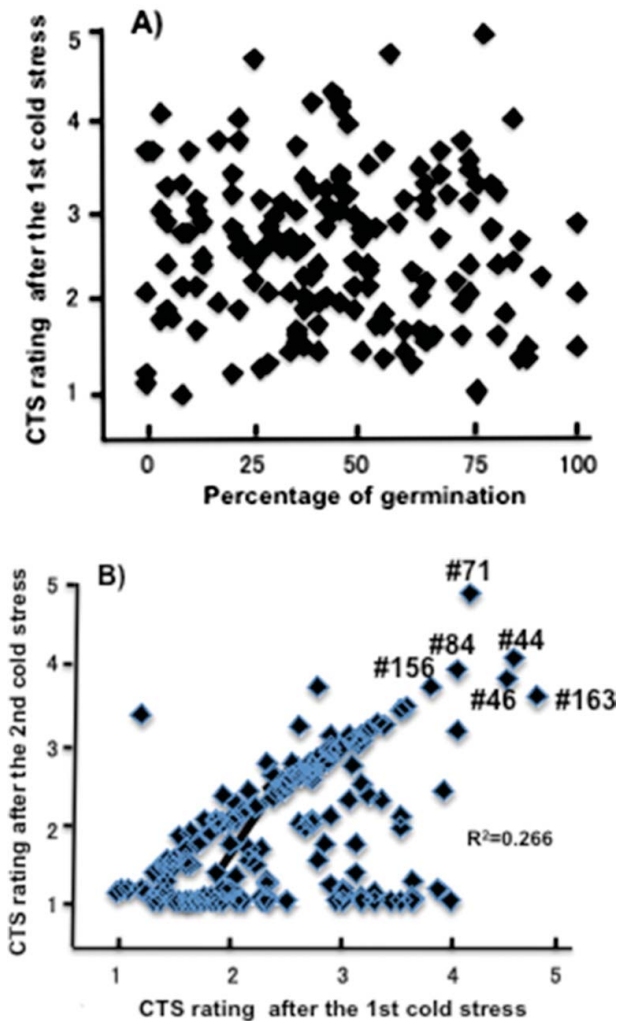 A)
CTS rating after the 1st cold stress
5
4
3
2
1
0 25 50 75 100
Percentage of germination
B)
CTS rating after the 2nd cold stress
5
4
3
2
1
#71
#84 #44
#156
#46 #163
R²=0.266
1 2 3 4 5
CTS rating after the 1st cold stress